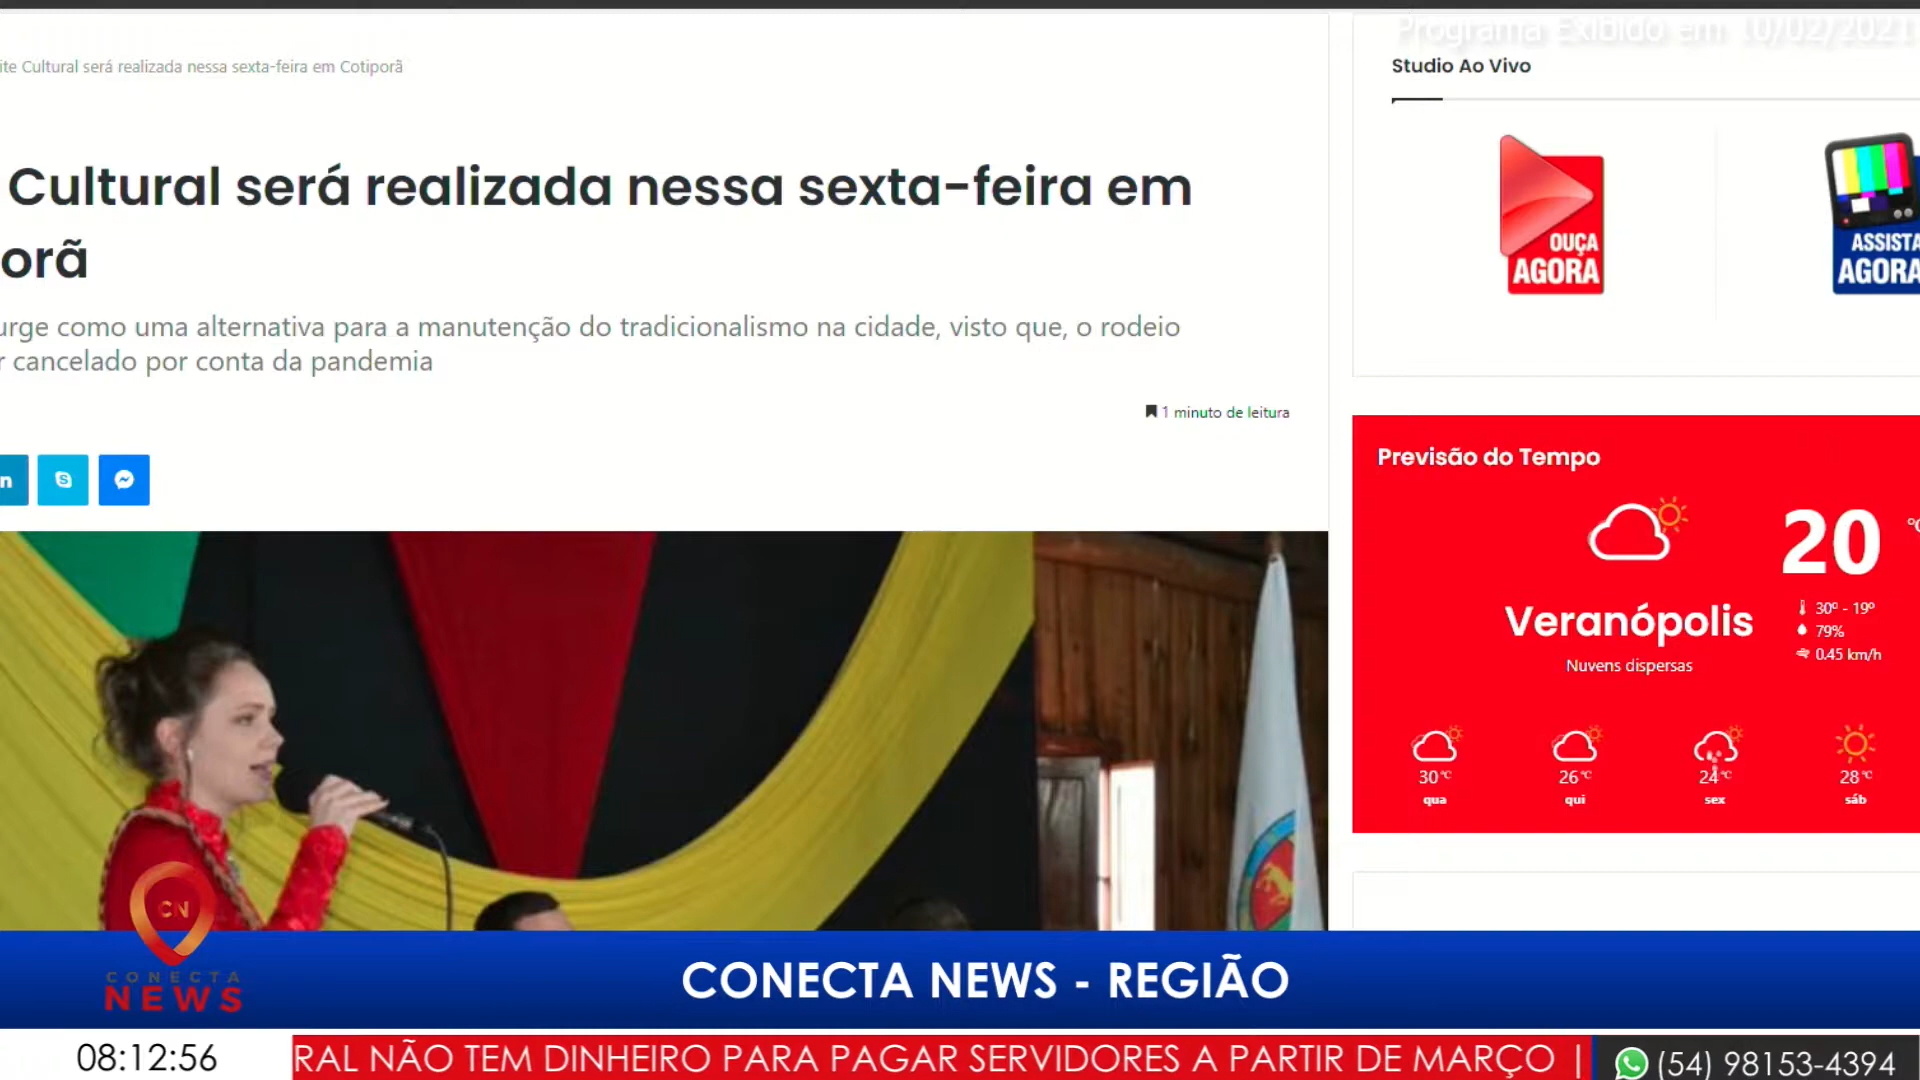 Programa Exibido em 10/02/2021
ite Cultural será realizada nessa sexta-feira em Cotiporã
Cultural será realizada nessa sexta-feira em
orã
urge como uma alternativa para a manutenção do tradicionalismo na cidade, visto que, o rodeio
r cancelado por conta da pandemia
1 minuto de leitura
n
Studio Ao Vivo
OUÇA
AGORA
ASSISTA
AGORA
Previsão do Tempo
20 °C
30º - 19º
79%
0.45 km/h
Veranópolis
Nuvens dispersas
30 °C
26 °C
24 °C
28 °C
qua
qui
sex
sáb
CN
CONECTA
NEWS
CONECTA NEWS - REGIÃO
08:12:56
RAL NÃO TEM DINHEIRO PARA PAGAR SERVIDORES A PARTIR DE MARÇO |
(54) 98153-4394